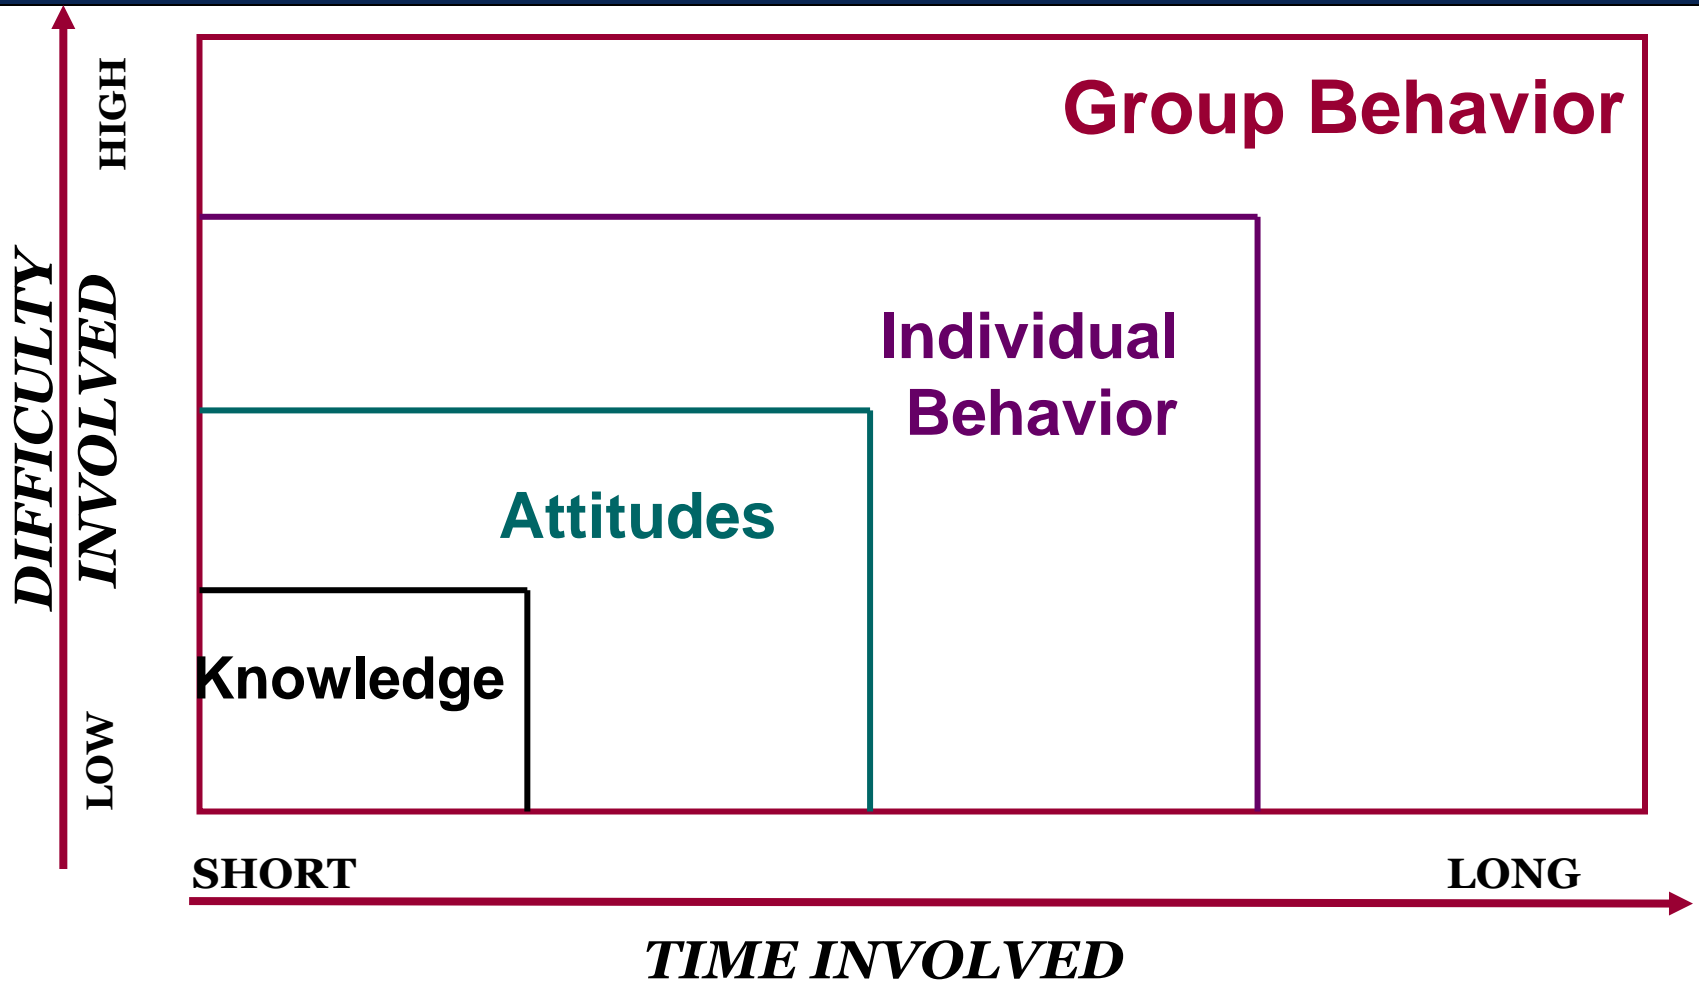 HIGH
Group Behavior
DIFFICULTY
INVOLVED
Individual
Behavior
Attitudes
Knowledge
LOW
SHORT
LONG
TIME INVOLVED